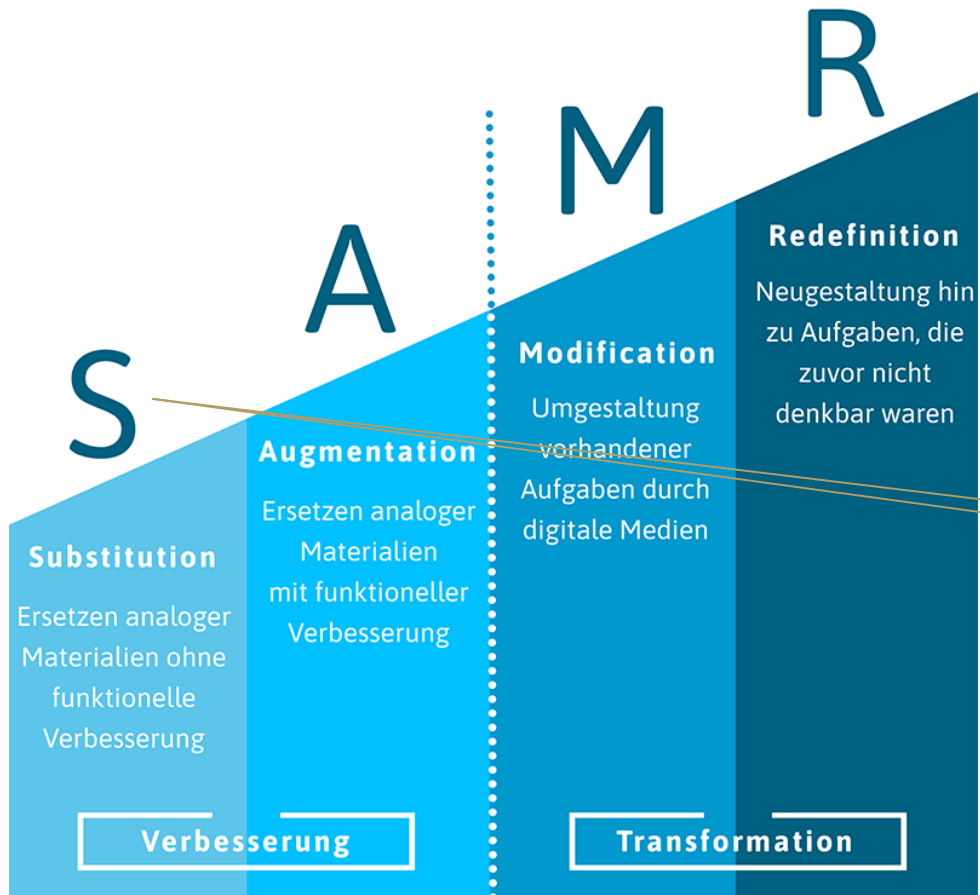 S
A
M
R
Substitution
Ersetzen analoger
Materialien ohne
funktionelle
Verbesserung
Augmentation
Ersetzen analoger
Materialien
mit funktioneller
Verbesserung
Modification
Umgestaltung
vorhandener
Aufgaben durch
digitale Medien
Redefinition
Neugestaltung hin
zu Aufgaben, die
zuvor nicht
denkbar waren
Verbesserung
Transformation